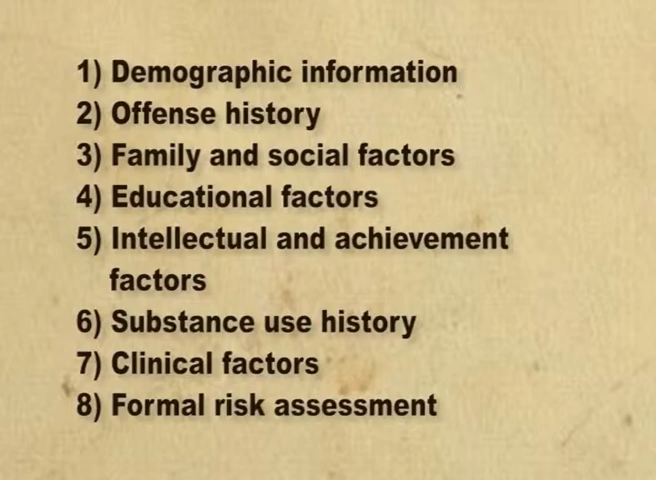 1) Demographic information
2) Offense history
3) Family and social factors
4) Educational factors
5) Intellectual and achievement
factors
6) Substance use history
7) Clinical factors
8) Formal risk assessment